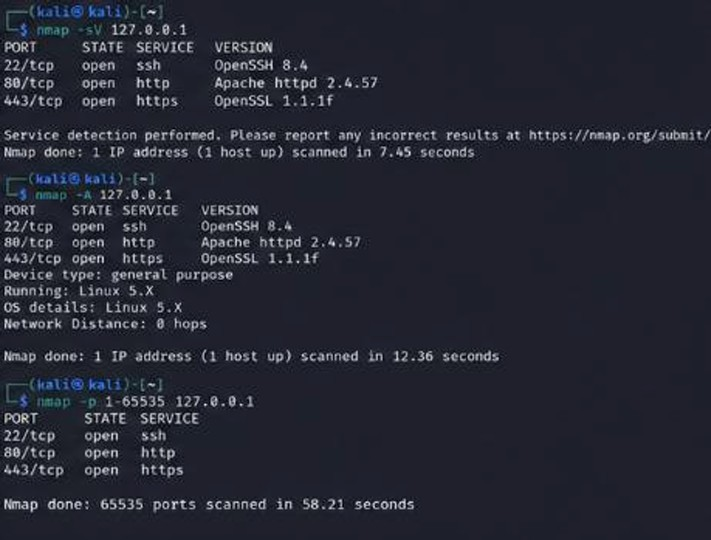 ┌──(kali㉿kali)-[~]
└─$ nmap -sV 127.0.0.1
PORT STATE SERVICE VERSION
22/tcp open ssh OpenSSH 8.4
80/tcp open http Apache httpd 2.4.57
443/tcp open https OpenSSL 1.1.1f
Service detection performed. Please report any incorrect results at https://nmap.org/submit/
Nmap done: 1 IP address (1 host up) scanned in 7.45 seconds
┌──(kali㉿kali)-[~]
└─$ nmap -A 127.0.0.1
PORT STATE SERVICE VERSION
22/tcp open ssh OpenSSH 8.4
80/tcp open http Apache httpd 2.4.57
443/tcp open https OpenSSL 1.1.1f
Device type: general purpose
Running: Linux 5.X
OS details: Linux 5.X
Network Distance: 0 hops
Nmap done: 1 IP address (1 host up) scanned in 12.36 seconds
┌──(kali㉿kali)-[~]
└─$ nmap -p 1-65535 127.0.0.1
PORT STATE SERVICE
22/tcp open ssh
80/tcp open http
443/tcp open https
Nmap done: 65535 ports scanned in 58.21 seconds